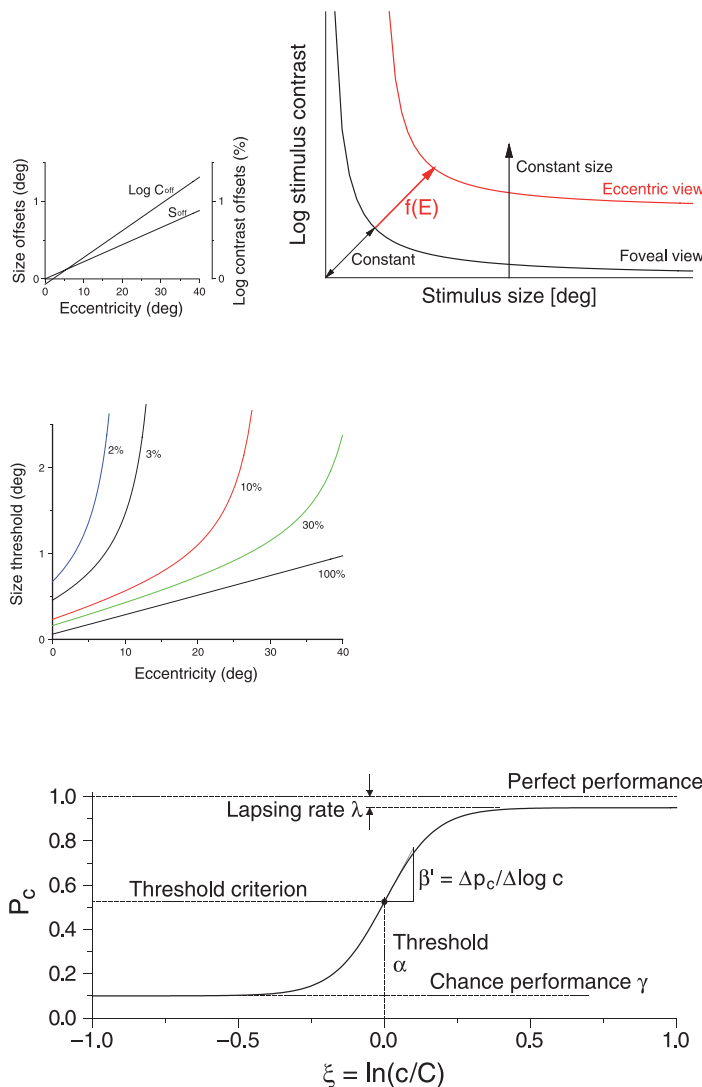 Size offsets (deg)
1
0
Log Coff
Soff
Log contrast offsets (%)
1
0
0 10 20 30 40
Eccentricity (deg)
Log stimulus contrast
Constant size
Eccentric view
f(E)
Constant
Foveal view
Stimulus size [deg]
Size threshold (deg)
2
1
0
2%
3%
10%
30%
100%
0 10 20 30 40
Eccentricity (deg)
P_c
1.0
0.8
0.6
0.4
0.2
0.0
Perfect performance
Lapsing rate λ
β' = Δp_c/Δlog c
Threshold criterion
Threshold
α
Chance performance γ
−1.0 −0.5 0.0 0.5 1.0
ξ = ln(c/C)